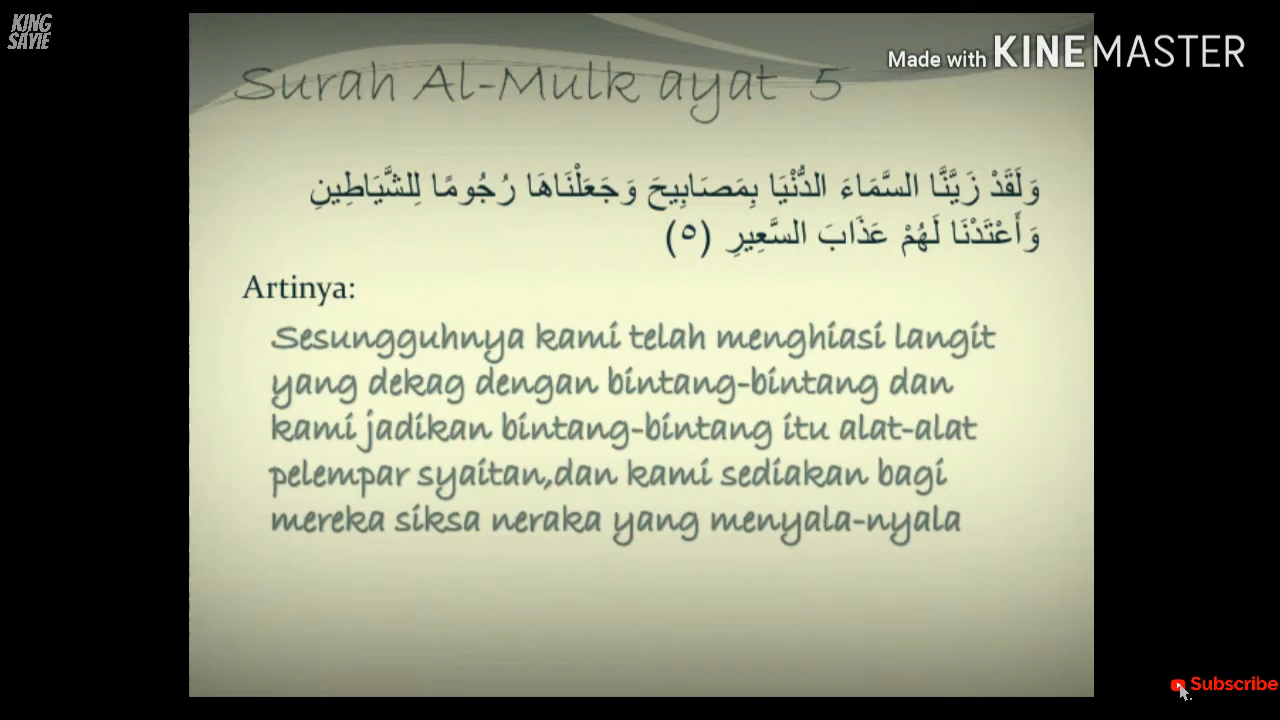 KING
SAYIE
Made with KINEMASTER
Surah Al-Mulk ayat 5
وَلَقَدْ زَيَّنَّا السَّمَاءَ الدُّنْيَا بِمَصَابِيحَ وَجَعَلْنَاهَا رُجُومًا لِلشَّيَاطِينِ
وَأَعْتَدْنَا لَهُمْ عَذَابَ السَّعِيرِ (٥)
Artinya:
Sesungguhnya kami telah menghiasi langit
yang dekag dengan bintang-bintang dan
kami jadikan bintang-bintang itu alat-alat
pelempar syaitan,dan kami sediakan bagi
mereka siksa neraka yang menyala-nyala
Subscribe